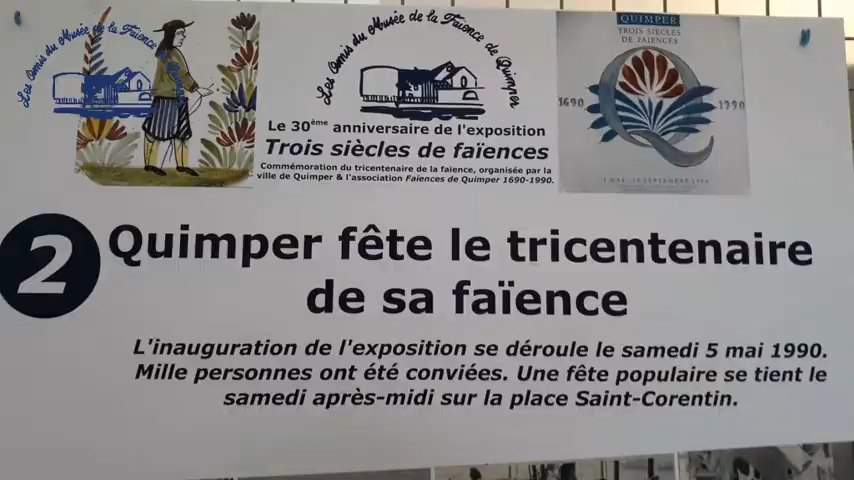 Les Amis du Musée de la Faïence de Quimper
Les Amis du Musée de la Faïence de Quimper
Le 30ème anniversaire de l'exposition
Trois siècles de faïences
Commémoration du tricentenaire de la faïence, organisée par la
ville de Quimper & l'association Faïences de Quimper 1690-1990.
QUIMPER
TROIS SIÈCLES
DE FAÏENCES
1690 1990
2
Quimper fête le tricentenaire
de sa faïence
L'inauguration de l'exposition se déroule le samedi 5 mai 1990.
Mille personnes ont été conviées. Une fête populaire se tient le
samedi après-midi sur la place Saint-Corentin.